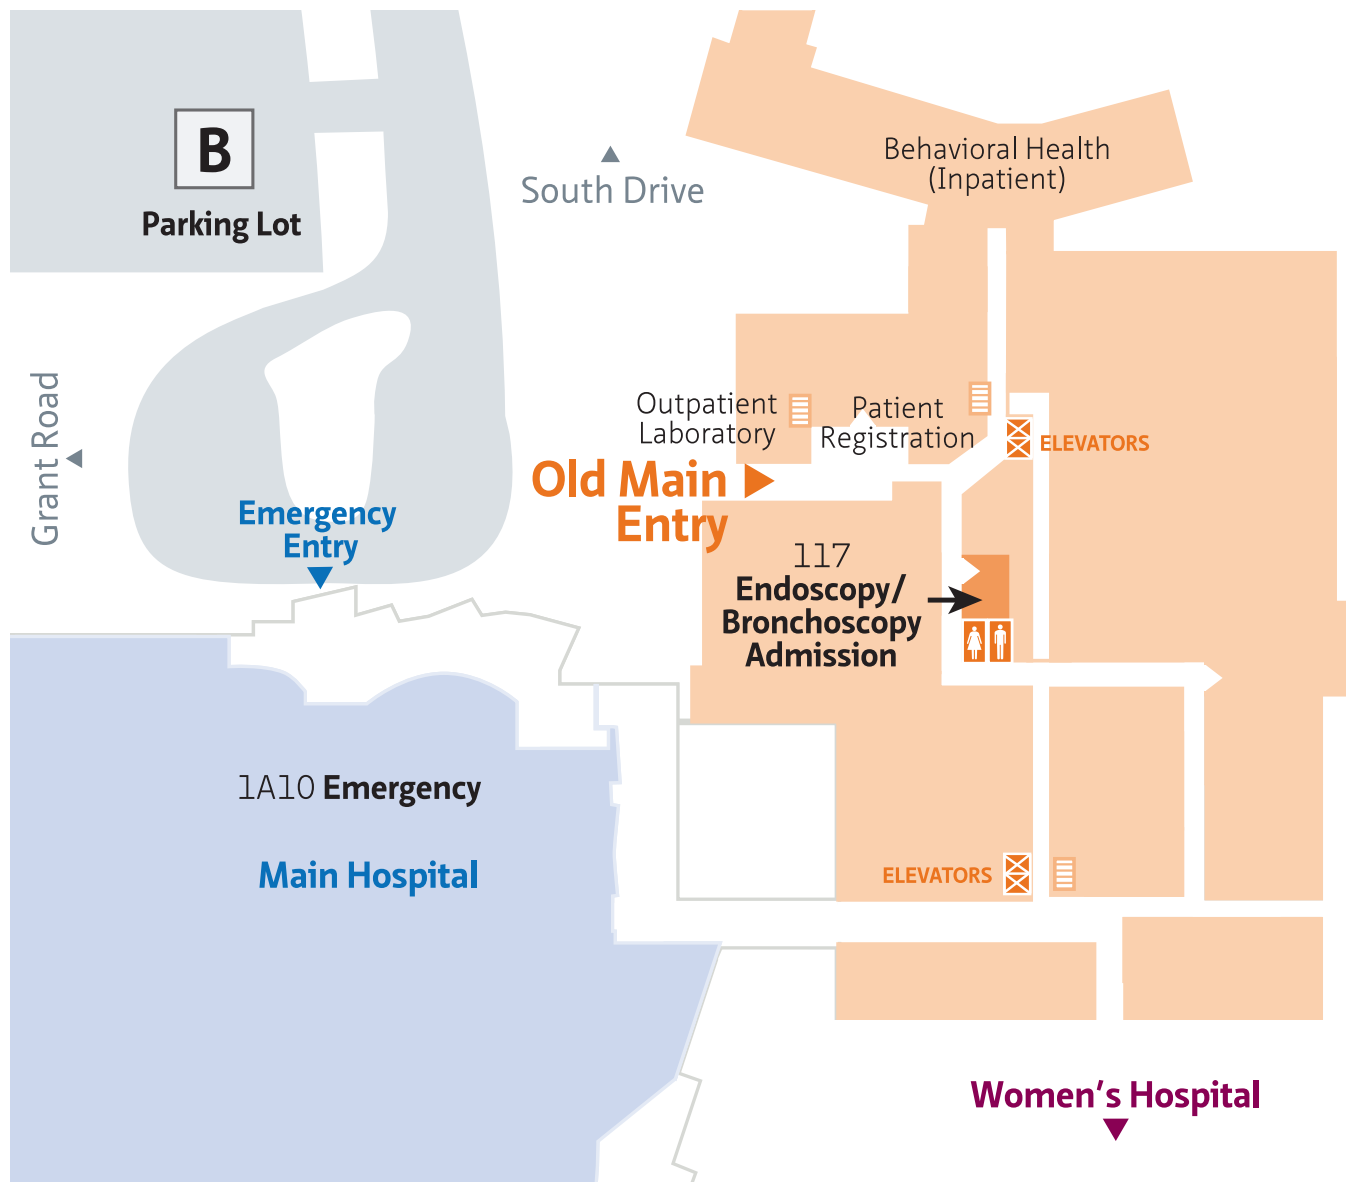 B
Parking Lot
South Drive
Behavioral Health
(Inpatient)
Grant Road
Outpatient
Laboratory
Patient
Registration
ELEVATORS
Old Main
Entry
Emergency
Entry
117
Endoscopy/
Bronchoscopy
Admission
1A10 Emergency
Main Hospital
ELEVATORS
Women’s Hospital